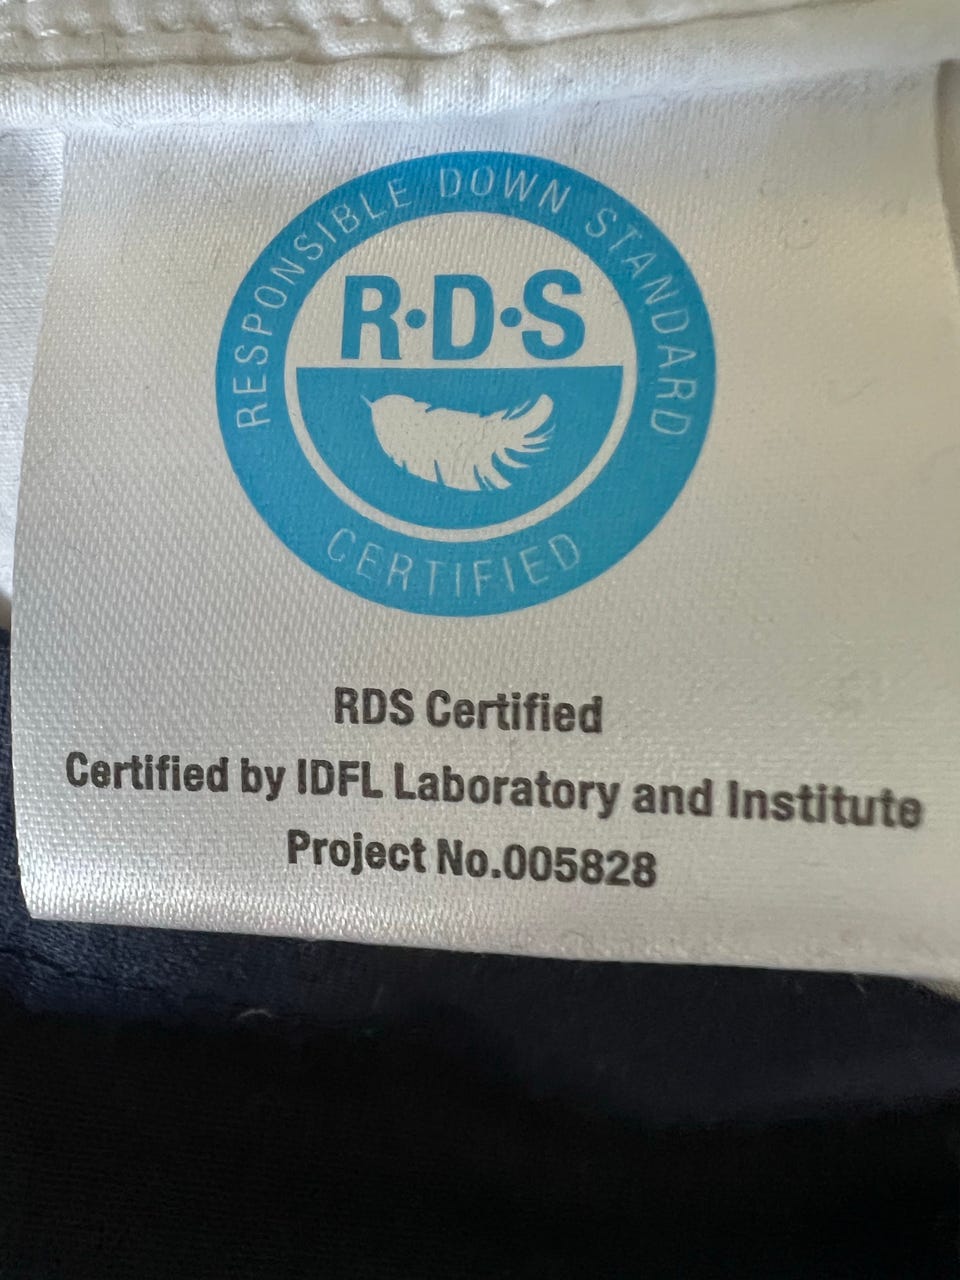 RESPONSIBLE DOWN STANDARD
R·D·S
CERTIFIED
RDS Certified
Certified by IDFL Laboratory and Institute
Project No.005828